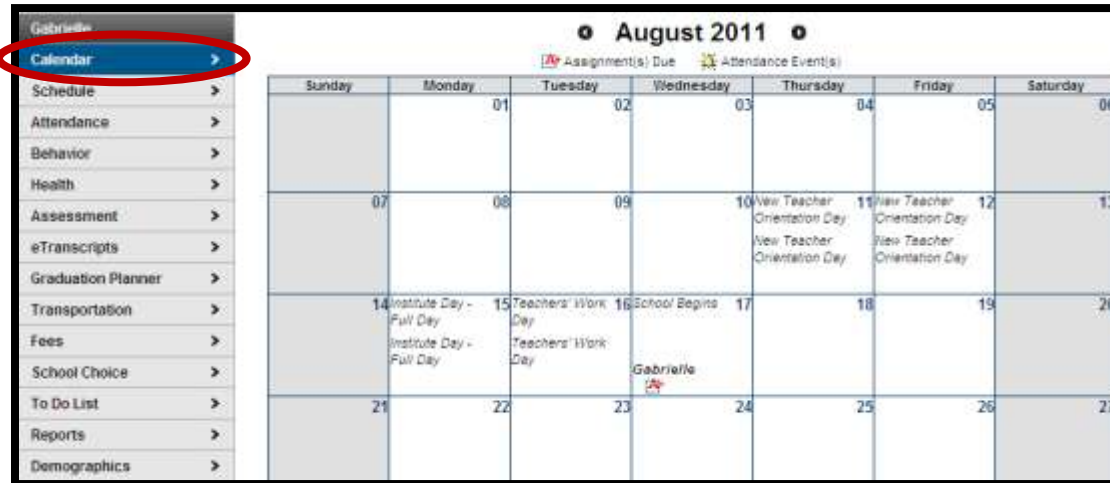 Gabrielle
Calendar
Schedule
Attendance
Behavior
Health
Assessment
eTranscripts
Graduation Planner
Transportation
Fees
School Choice
To Do List
Reports
Demographics
August 2011
Assignment(s) Due Attendance Event(s)
Sunday Monday Tuesday Wednesday Thursday Friday Saturday
01 02 03 04 05
07 08 09 10 11 12
New Teacher New Teacher
Orientation Day Orientation Day
New Teacher New Teacher
Orientation Day Orientation Day
14 15 16 17 18 19
Institute Day - Teachers' Work School Begins
Full Day Day
Institute Day - Teachers' Work
Full Day Day
Gabrielle
21 22 23 24 25 26